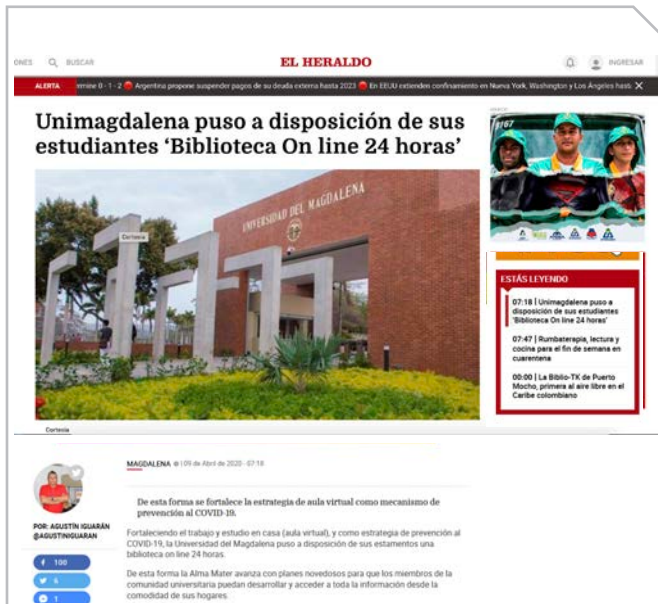 ONES
BUSCAR
EL HERALDO
INGRESAR
ALERTA
ermine 0 - 1 - 2 Argentina propone suspender pagos de su deuda externa hasta 2023 En EEUU extienden confinamiento en Nueva York, Washington y Los Ángeles hasta
Unimagdalena puso a disposición de sus
estudiantes ‘Biblioteca On line 24 horas’
UNIVERSIDAD DEL MAGDALENA
Cortesía
ESTÁS LEYENDO
07:18 | Unimagdalena puso a
disposición de sus estudiantes
'Biblioteca On line 24 horas'
07:47 | Rumbaterapia, lectura y
cocina para el fin de semana en
cuarentena
00:00 | La Biblio-TK de Puerto
Mocho, primera al aire libre en el
Caribe colombiano
Cortesía
MAGDALENA | 09 de Abril de 2020 - 07:18
De esta forma se fortalece la estrategia de aula virtual como mecanismo de
prevención al COVID-19.
POR: AGUSTÍN IGUARÁN
@AGUSTINIGUARAN
Fortaleciendo el trabajo y estudio en casa (aula virtual), y como estrategia de prevención al
COVID-19, la Universidad del Magdalena puso a disposición de sus estamentos una
biblioteca on line 24 horas.
100
6
1
De esta forma la Alma Mater avanza con planes novedosos para que los miembros de la
comunidad universitaria puedan desarrollar y acceder a toda la información desde la
comodidad de sus hogares.